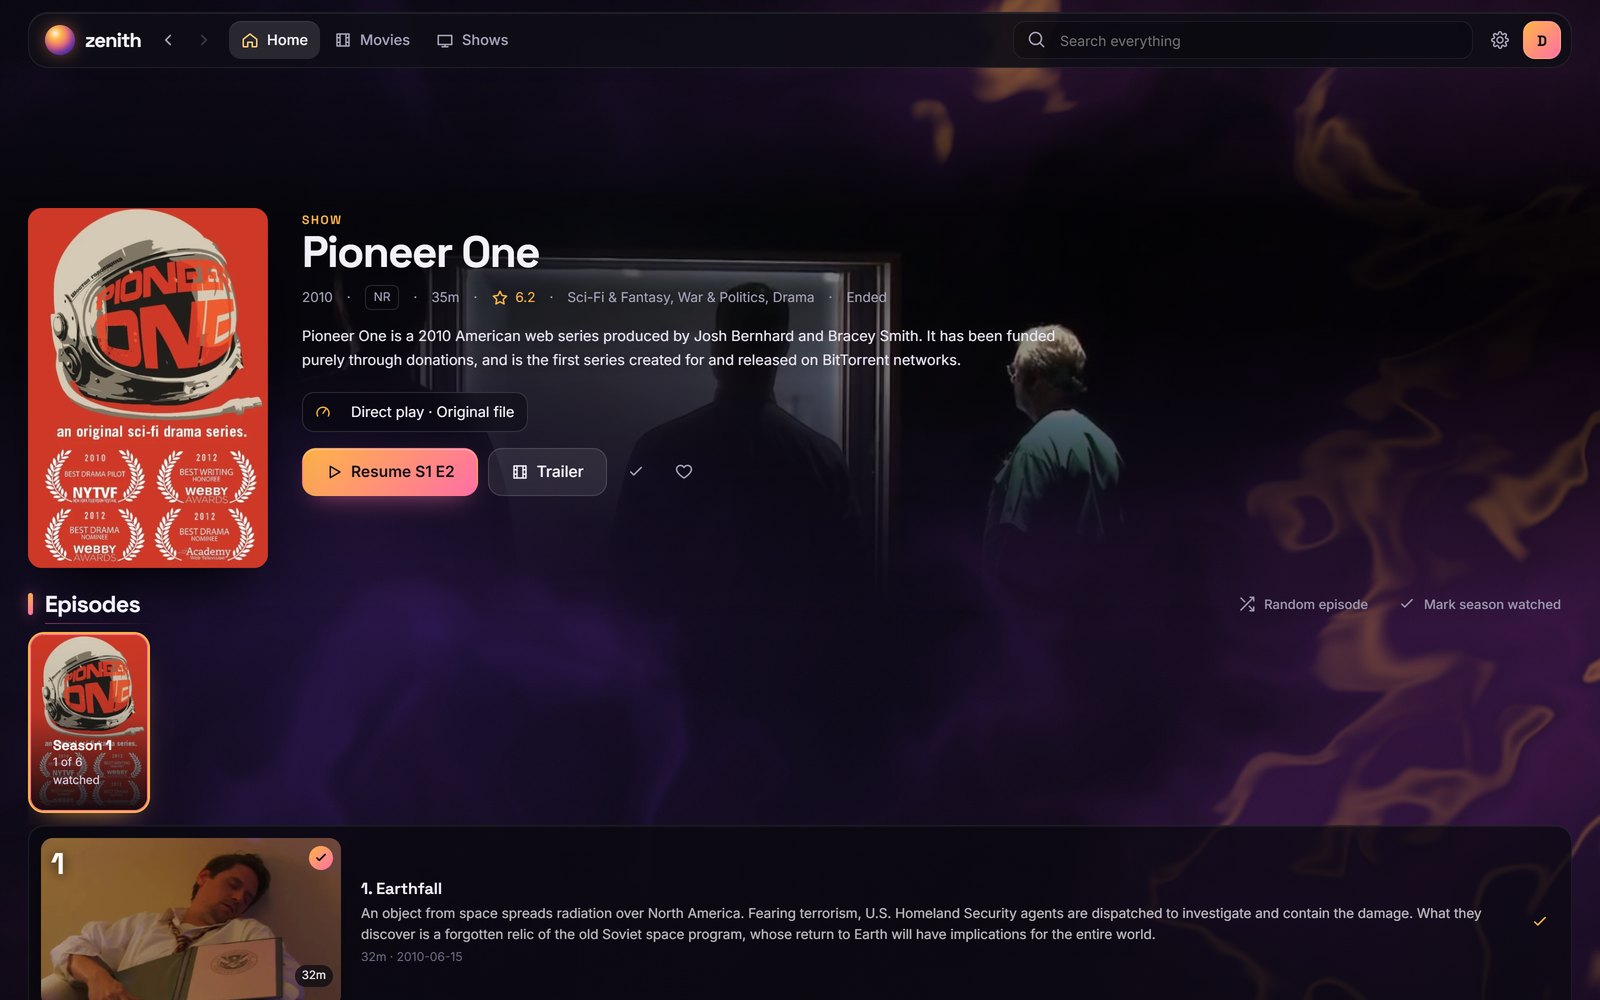 zenith
Home
Movies
Shows
Search everything
D
PIONEER
ONE
an original sci-fi drama series.
2010
BEST DRAMA PILOT
NYTVF
2012
BEST WRITING
HONOREE
WEBBY
AWARDS
2012
BEST DRAMA
NOMINEE
WEBBY
AWARDS
2012
BEST DRAMA
NOMINEE
Academy
SHOW
Pioneer One
2010 · NR · 35m · 6.2 · Sci-Fi & Fantasy, War & Politics, Drama · Ended
Pioneer One is a 2010 American web series produced by Josh Bernhard and Bracey Smith. It has been funded
purely through donations, and is the first series created for and released on BitTorrent networks.
Direct play · Original file
Resume S1 E2
Trailer
Episodes
Random episode
Mark season watched
PIONEER
ONE
Season 1
1 of 6
watched
1
32m
1. Earthfall
An object from space spreads radiation over North America. Fearing terrorism, U.S. Homeland Security agents are dispatched to investigate and contain the damage. What they
discover is a forgotten relic of the old Soviet space program, whose return to Earth will have implications for the entire world.
32m · 2010-06-15